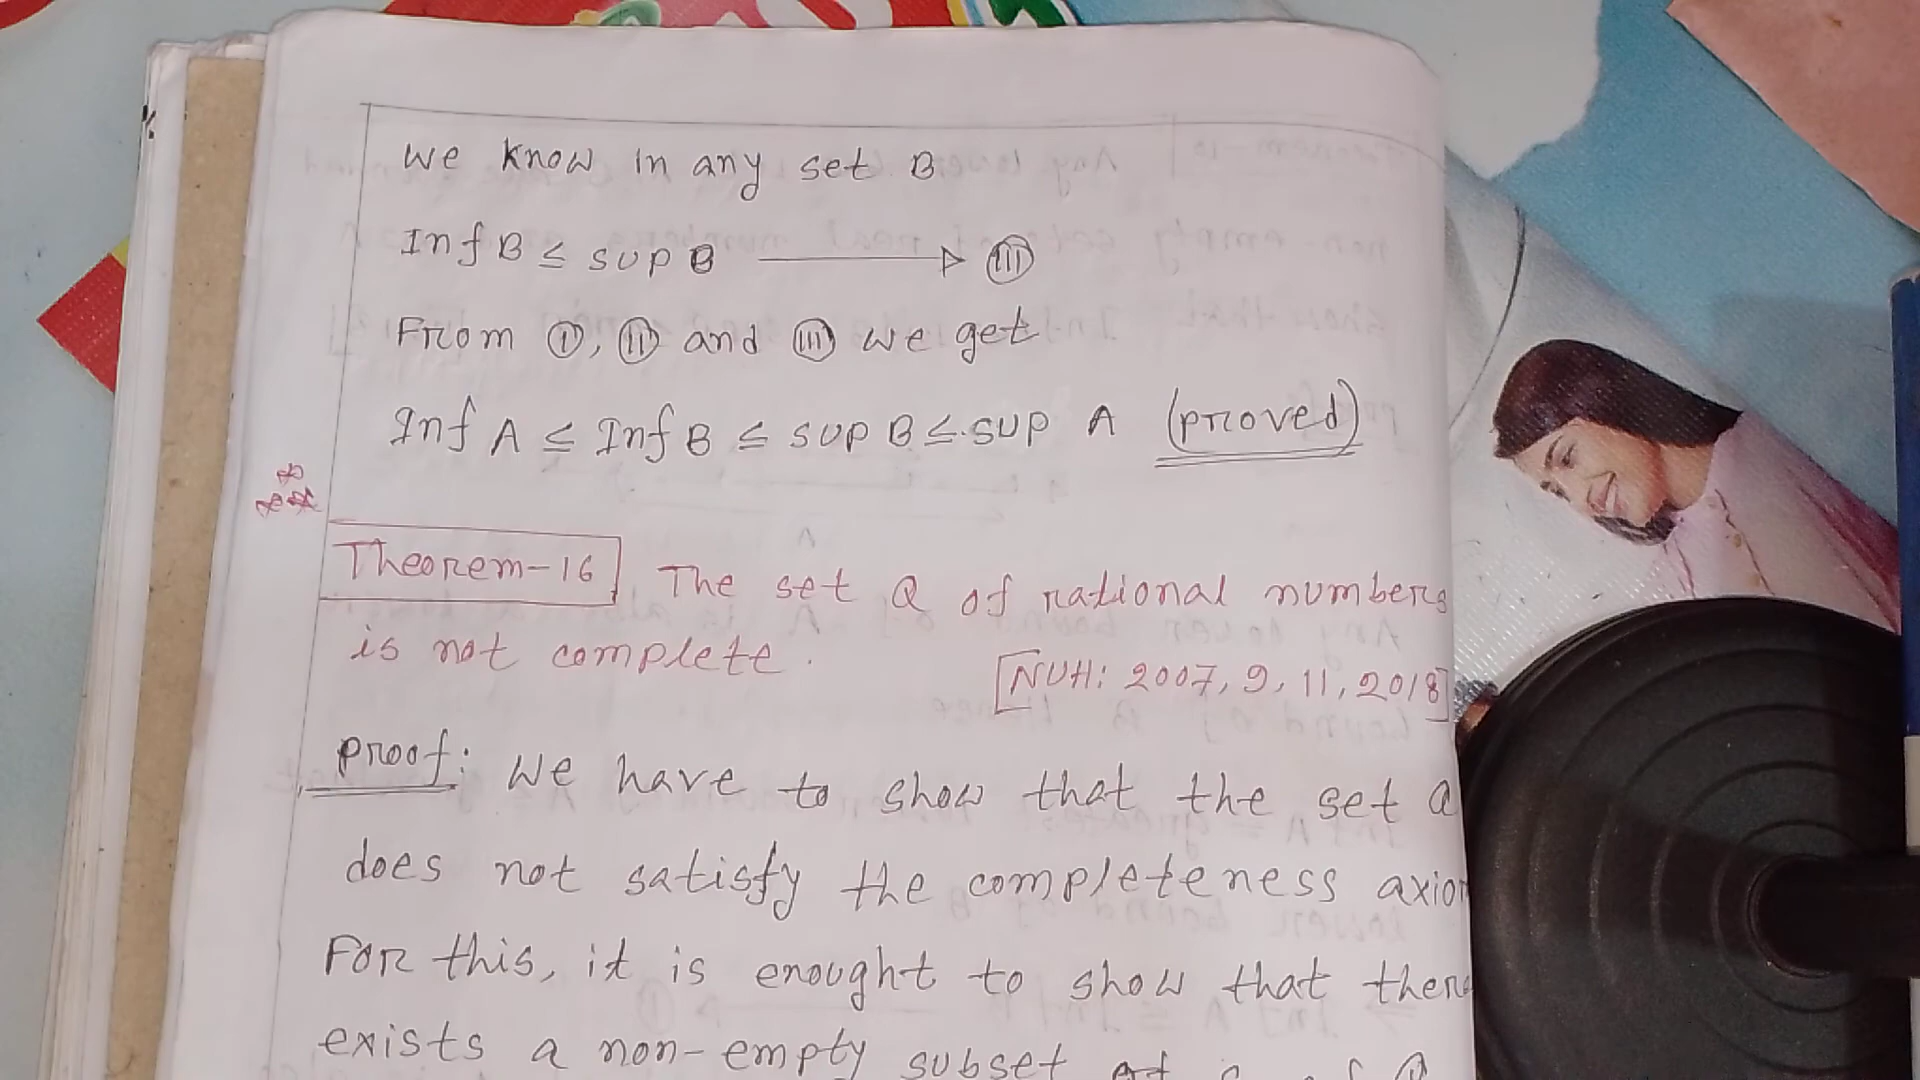 We know in any set B
Inf B ≤ sup B → (III)
From (I), (II) and (III) we get
Inf A ≤ Inf B ≤ sup B ≤ sup A (proved)
Theorem-16 The set Q of rational numbers
is not complete.
[NUH: 2007, 9, 11, 2018]
Proof: We have to show that the set Q
does not satisfy the completeness axiom
For this, it is enought to show that there
exists a non-empty subset